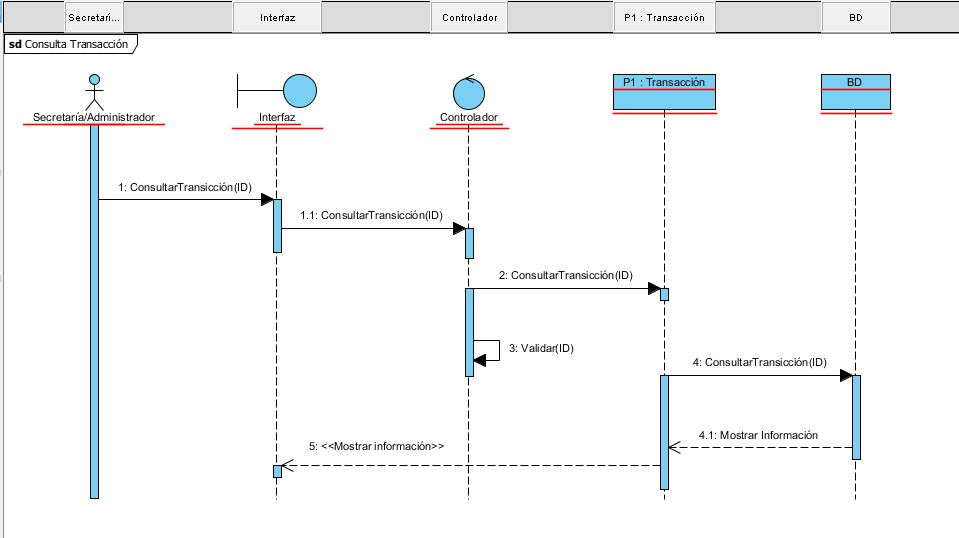 Secretarí...
Interfaz
Controlador
P1 : Transacción
BD
sd Consulta Transacción
Secretaría/Administrador
Interfaz
Controlador
P1 : Transacción
BD
1: ConsultarTransicción(ID)
1.1: ConsultarTransicción(ID)
2: ConsultarTransicción(ID)
3: Validar(ID)
4: ConsultarTransicción(ID)
4.1: Mostrar Información
5: <<Mostrar información>>